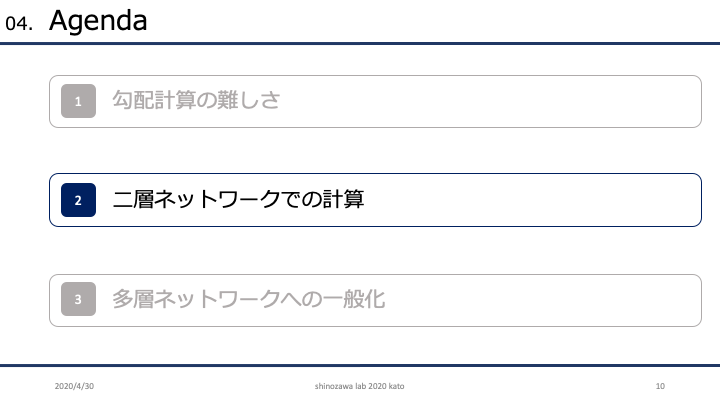 04. Agenda
1 勾配計算の難しさ
2 二層ネットワークでの計算
3 多層ネットワークへの一般化
2020/4/30 shinozawa lab 2020 kato 10